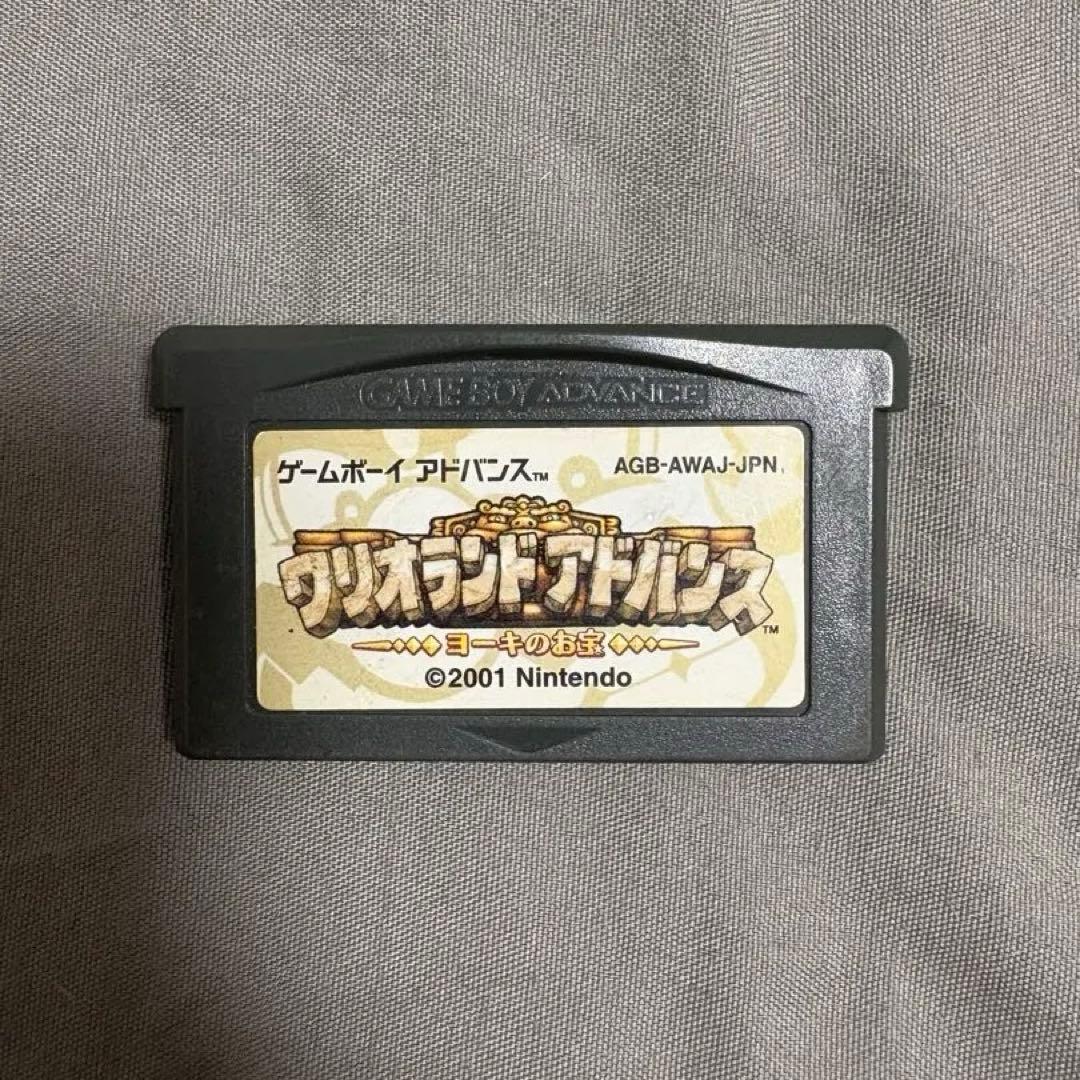 GAME BOY ADVANCE
ゲームボーイ アドバンス™ AGB-AWAJ-JPN
ワリオランドアドバンス™
ヨーキのお宝
©2001 Nintendo